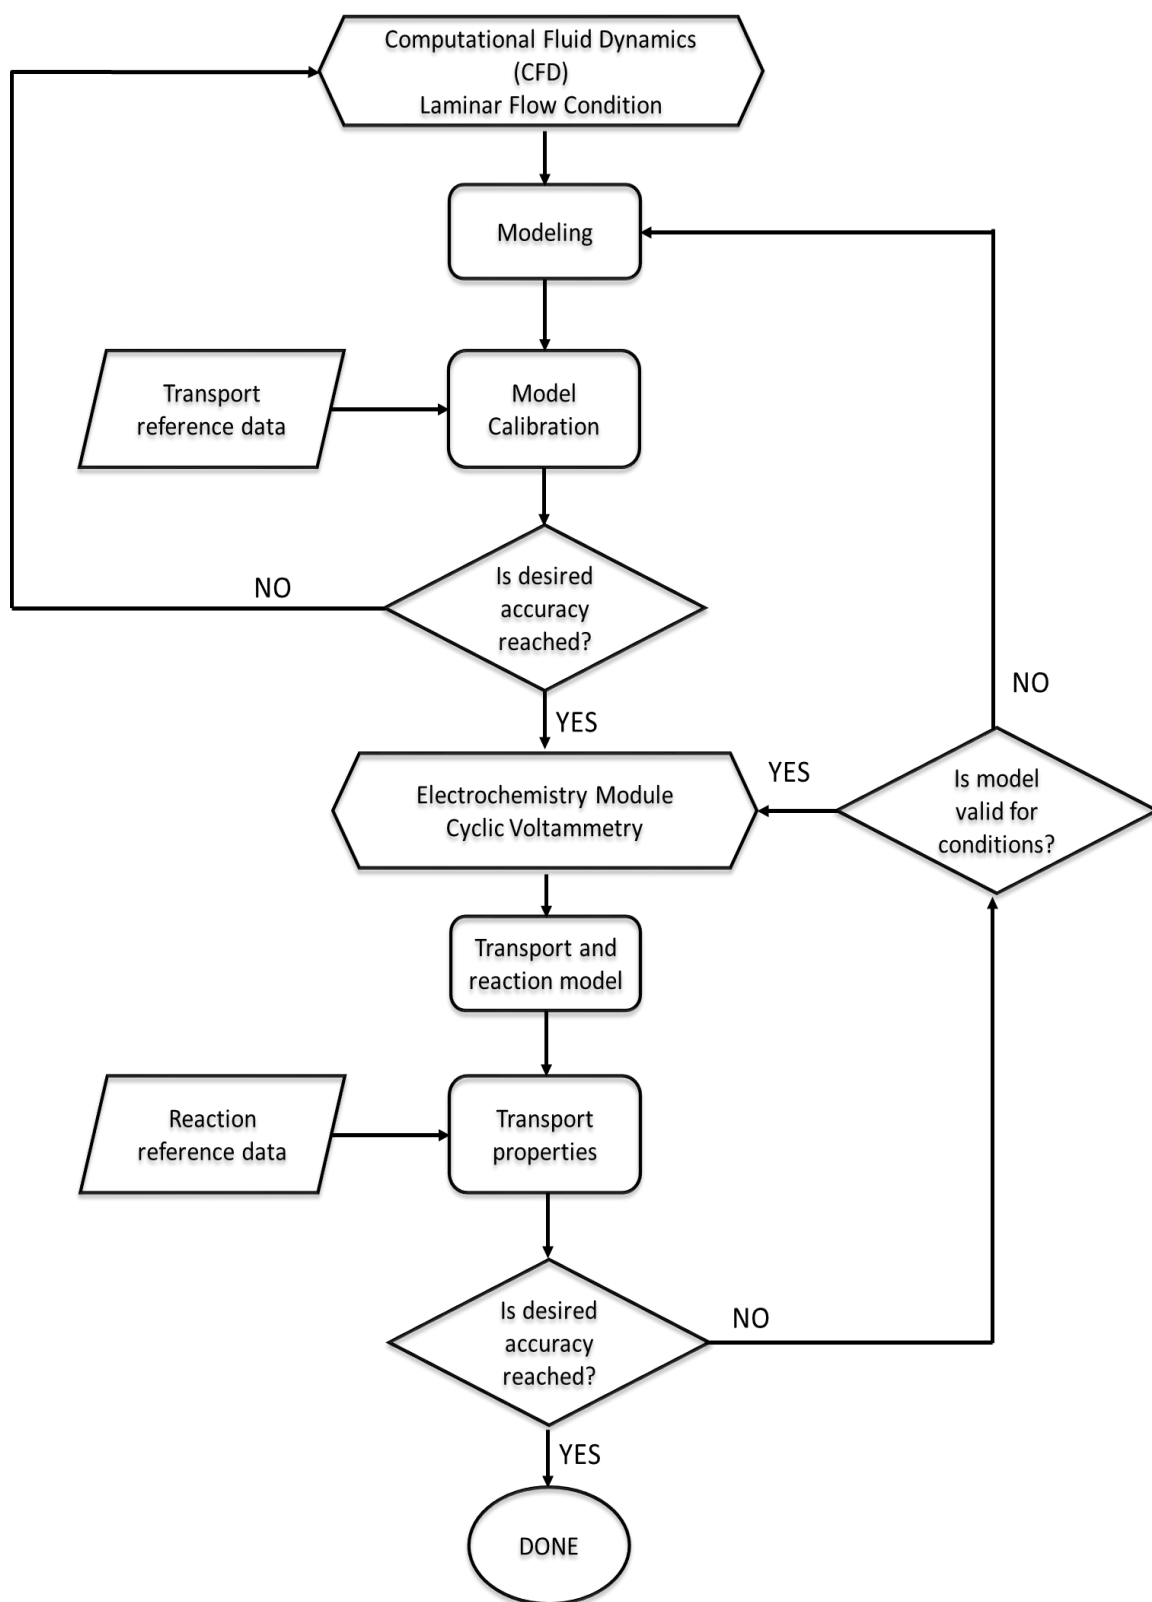 Computational Fluid Dynamics
(CFD)
Laminar Flow Condition
Modeling
Transport
reference data
Model
Calibration
Is desired
accuracy
reached?
NO
YES
Electrochemistry Module
Cyclic Voltammetry
YES
Is model
valid for
conditions?
NO
Transport and
reaction model
Reaction
reference data
Transport
properties
Is desired
accuracy
reached?
NO
YES
DONE